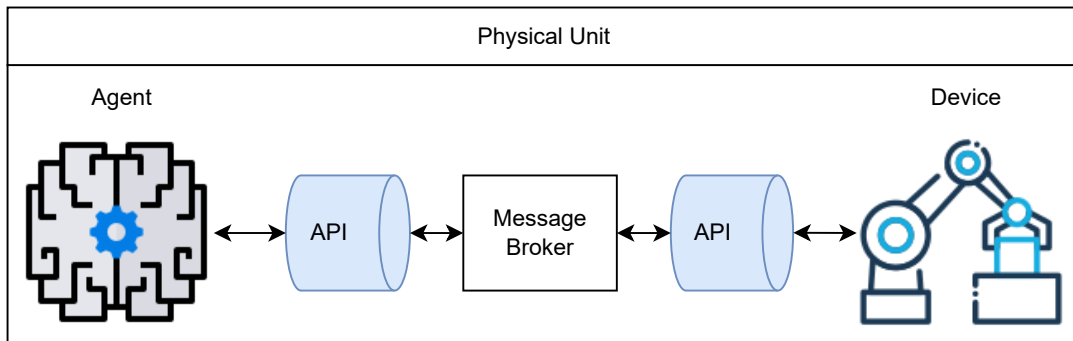 Physical Unit
Agent
Device
API
Message
Broker
API